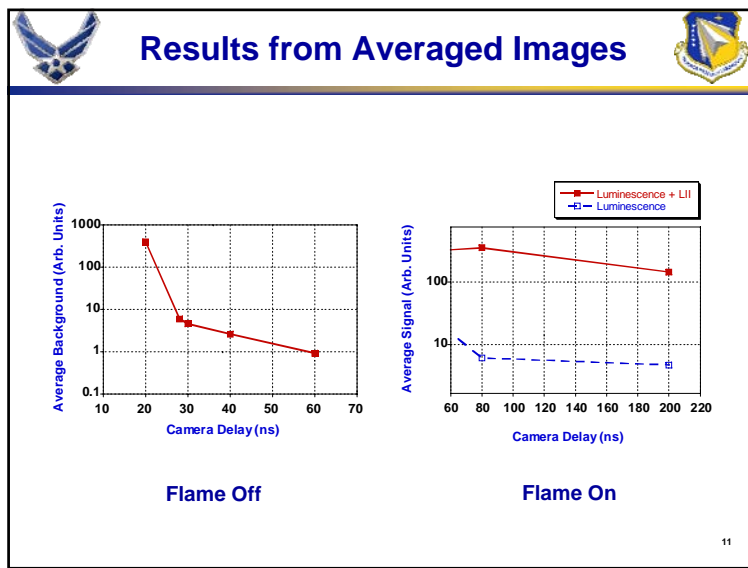 Results from Averaged Images
Average Background (Arb. Units)
1000
100
10
1
0.1
10 20 30 40 50 60 70
Camera Delay (ns)
Flame Off
Luminescence + LII
Luminescence
Average Signal (Arb. Units)
100
10
60 80 100 120 140 160 180 200 220
Camera Delay (ns)
Flame On
11